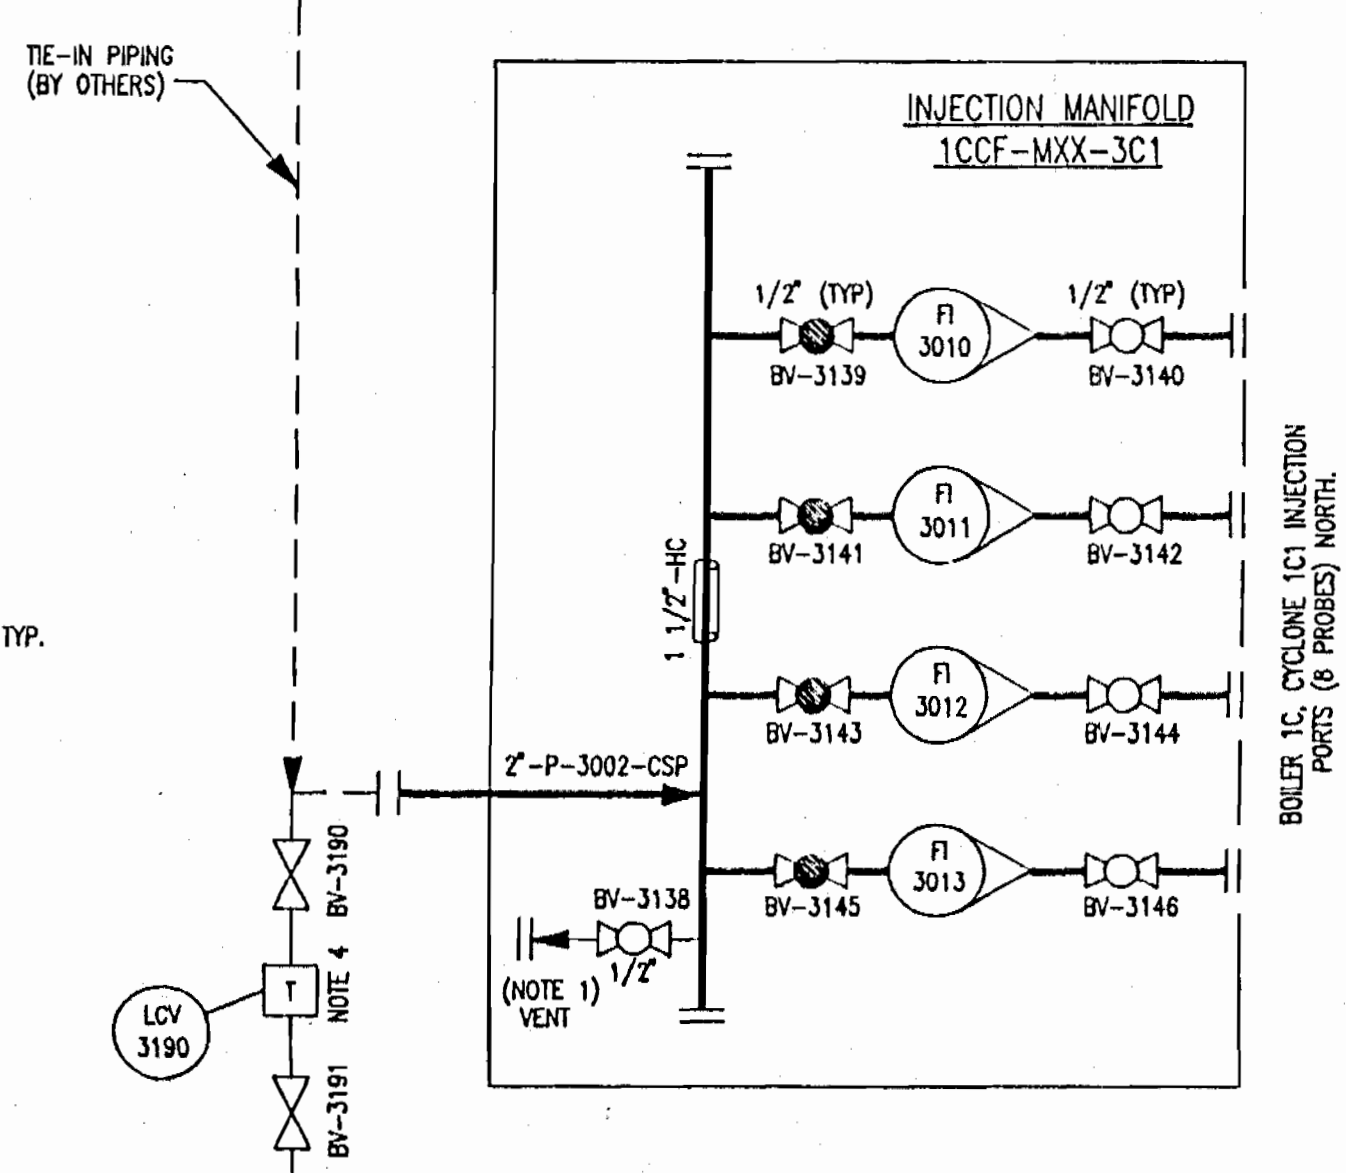 TIE-IN PIPING
(BY OTHERS)
INJECTION MANIFOLD
1CCF-MXX-3C1
1/2" (TYP)
1/2" (TYP)
FI
3010
BV-3139
BV-3140
FI
3011
BV-3141
BV-3142
1 1/2"-HC
TYP.
FI
3012
BV-3143
BV-3144
BOILER 1C, CYCLONE 1C1 INJECTION
PORTS (8 PROBES) NORTH.
2"-P-3002-CSP
BV-3190
FI
3013
BV-3145
BV-3146
BV-3138
1/2"
(NOTE 1)
VENT
T
NOTE 4
LCV
3190
BV-3191